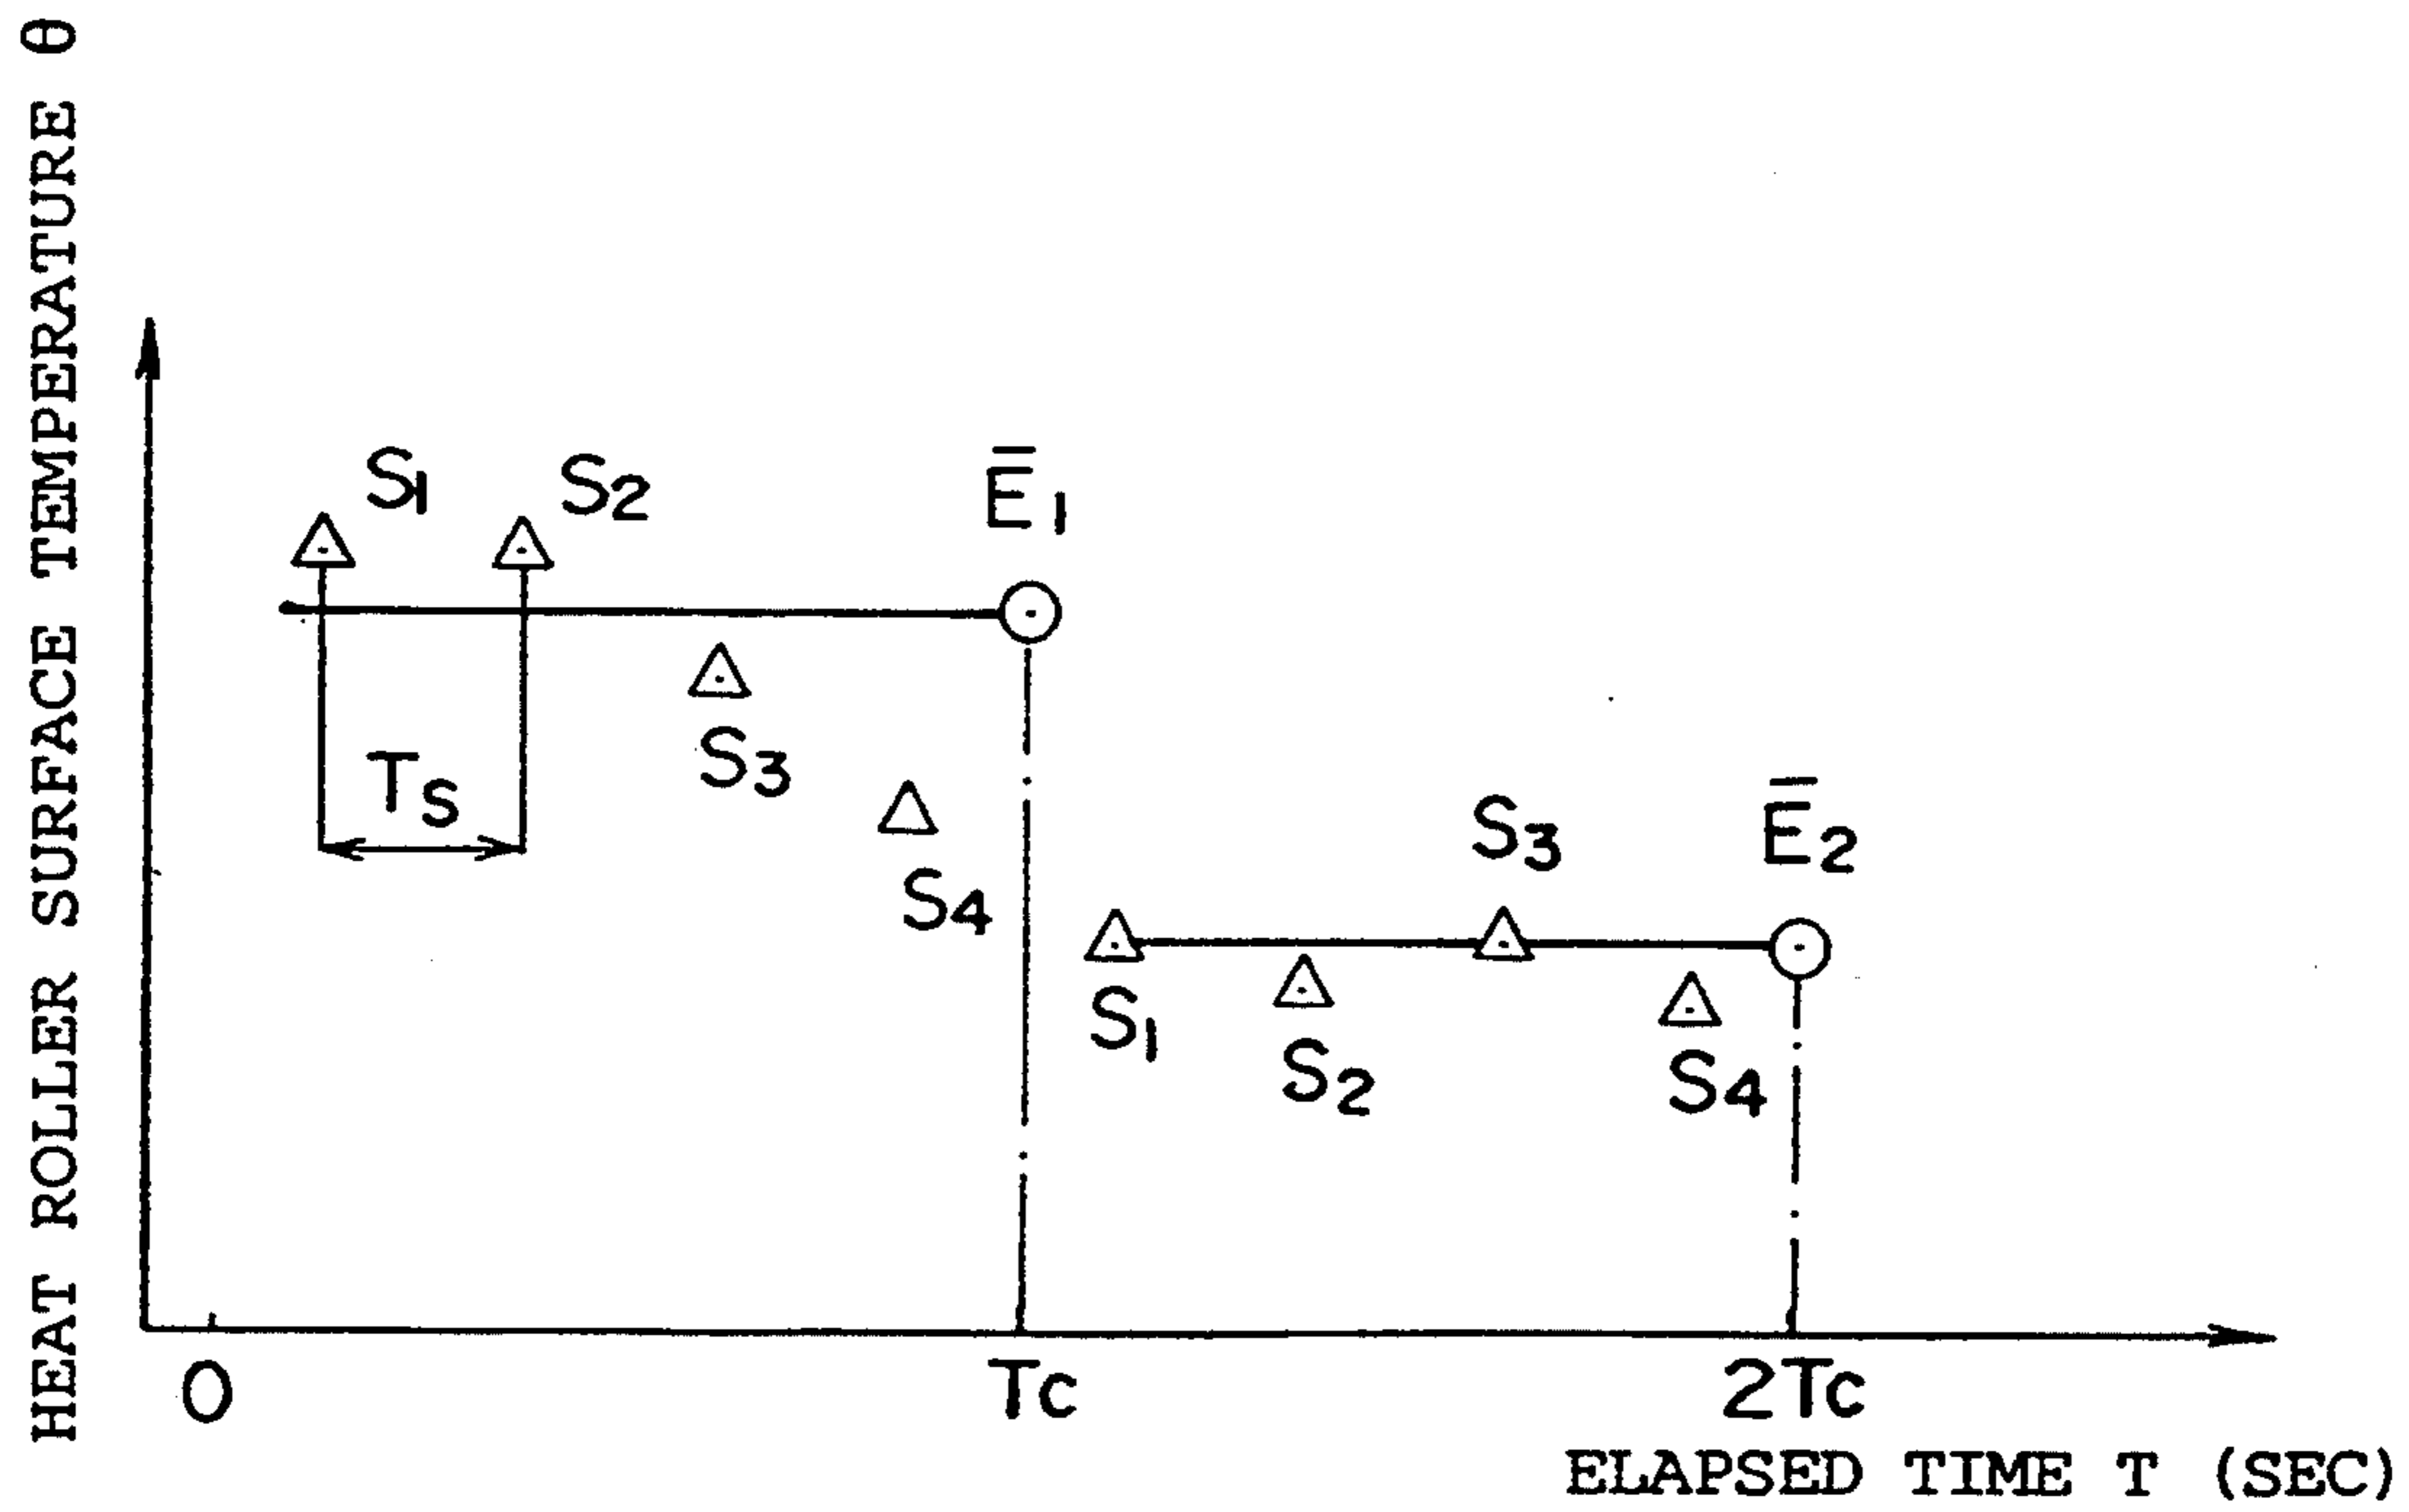 HEAT ROLLER SURFACE TEMPERATURE θ
S1 S2 Ē1
S3
TS
S4
S3 Ē2
S1
S2
S4
0 TC 2TC
ELAPSED TIME T (SEC)